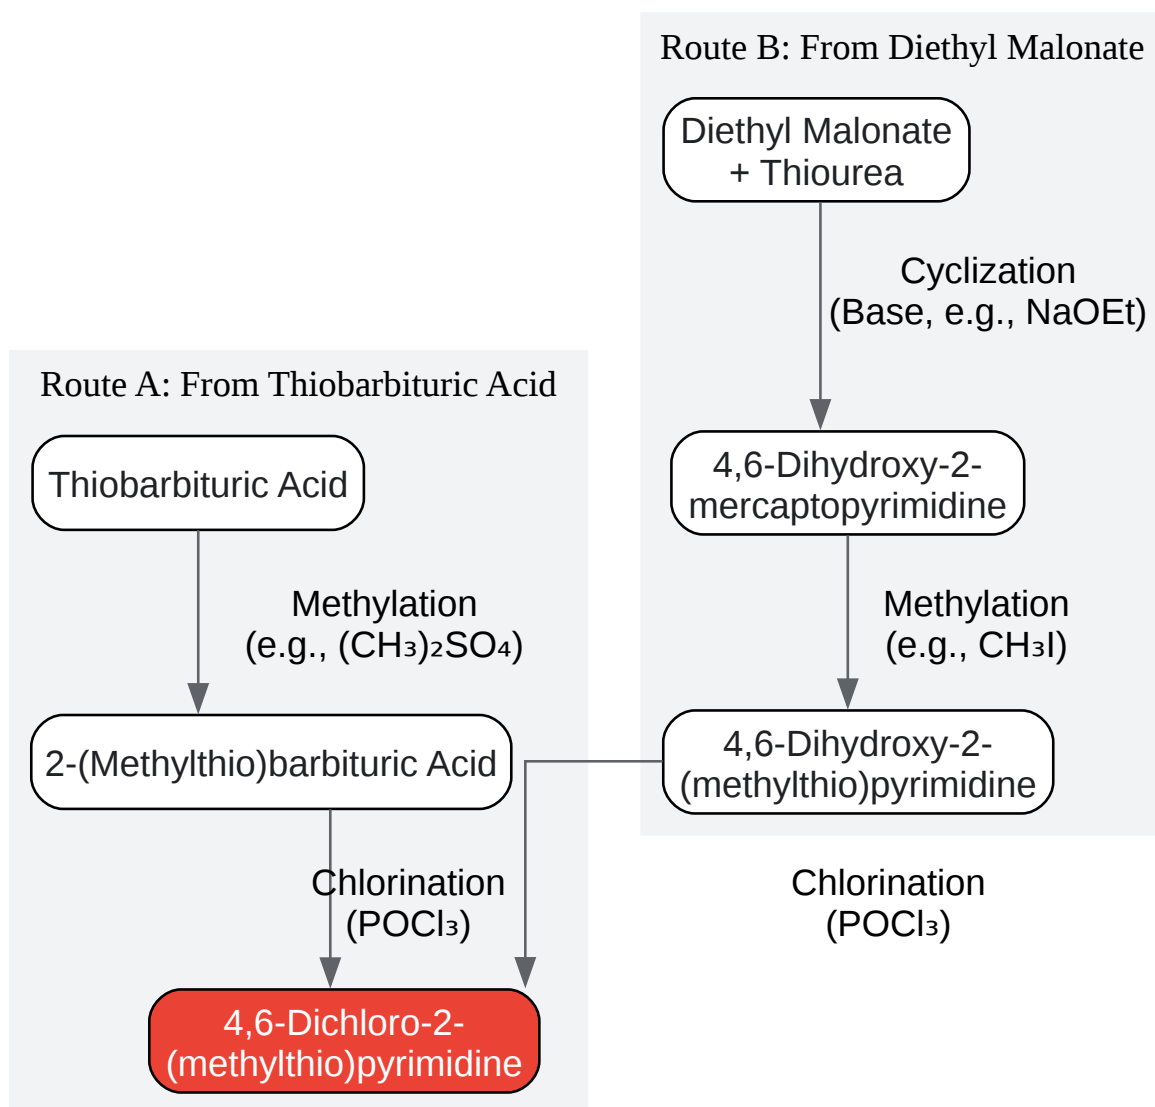 Route B: From Diethyl Malonate
Diethyl Malonate
+ Thiourea
Cyclization
(Base, e.g., NaOEt)
4,6-Dihydroxy-2-
mercaptopyrimidine
Methylation
(e.g., CH₃I)
4,6-Dihydroxy-2-
(methylthio)pyrimidine
Chlorination
(POCl₃)
Route A: From Thiobarbituric Acid
Thiobarbituric Acid
Methylation
(e.g., (CH₃)₂SO₄)
2-(Methylthio)barbituric Acid
Chlorination
(POCl₃)
4,6-Dichloro-2-
(methylthio)pyrimidine